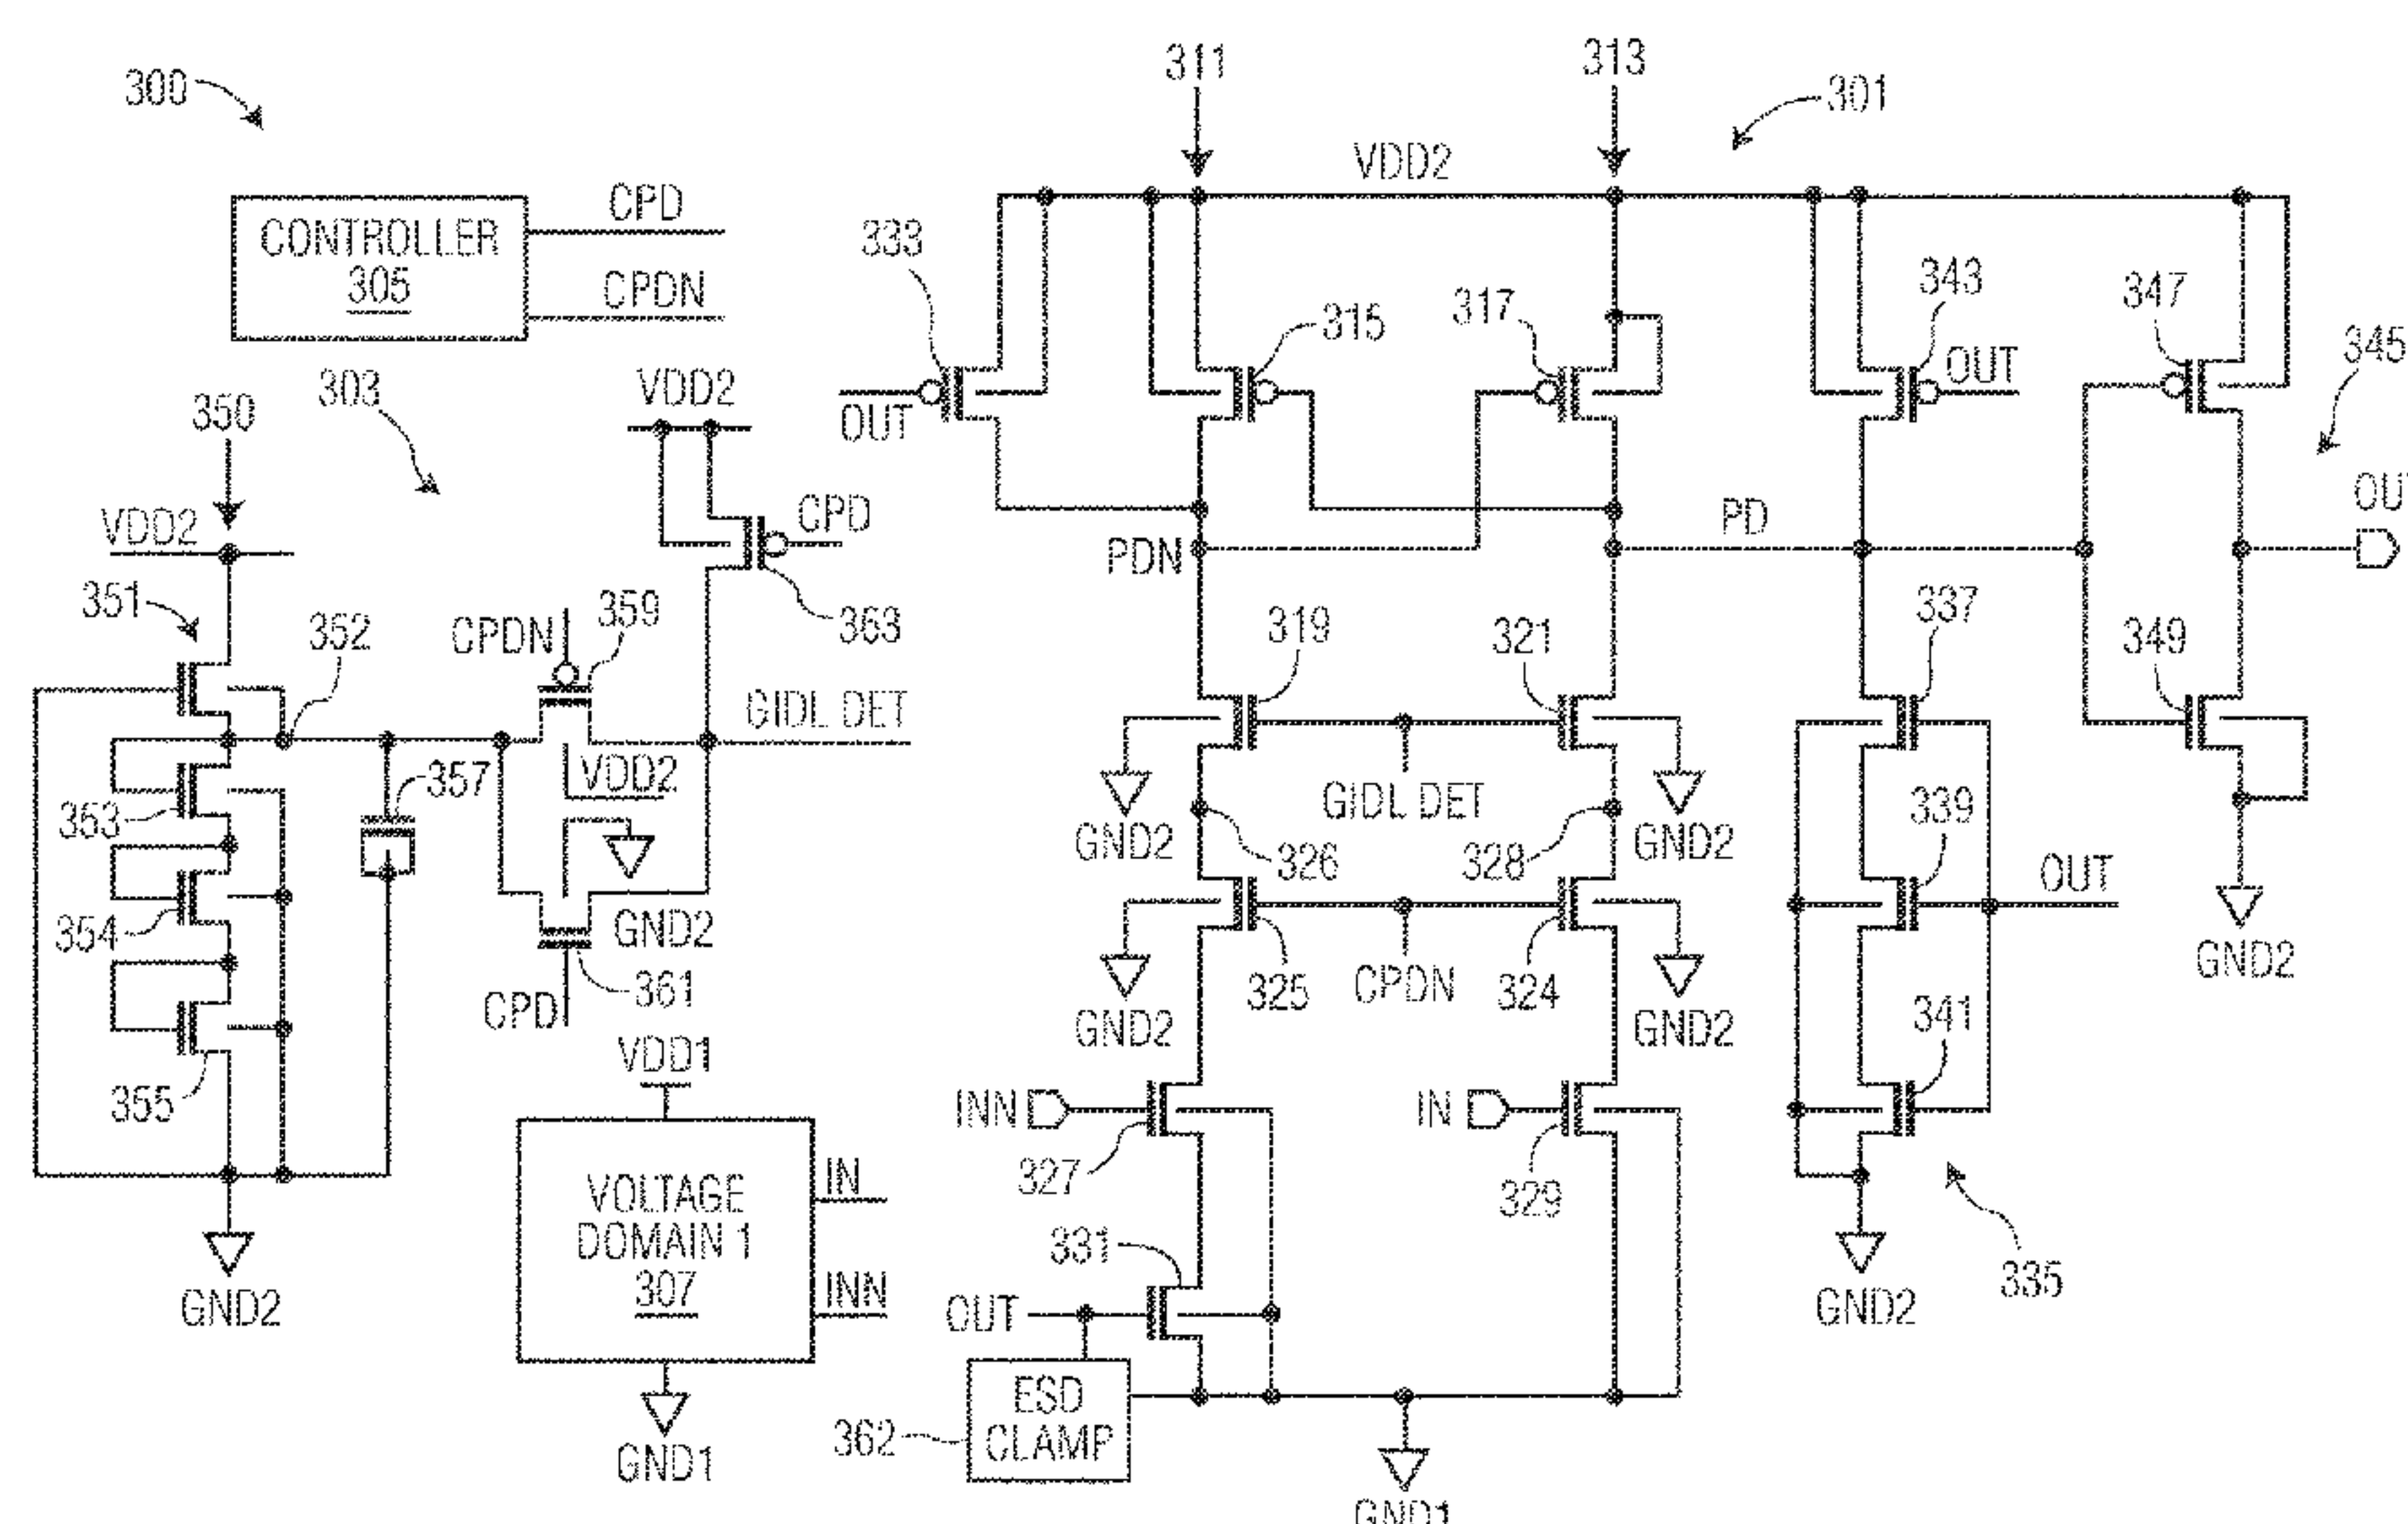 300
311
313
301
VDD2
CONTROLLER
305
CPD
CPDN
333
315
317
343
347
345
OUT
OUT
303
VDD2
350
VDD2
CPD
363
351
352
CPDN
359
GIDL DET
PDN
PD
319
321
337
349
353
357
VDD2
GND2
GIDL DET
GND2
326
328
339
OUT
354
GND2
361
CPD
GND2
325
CPDN
324
GND2
GND2
341
355
VDD1
INN
IN
327
329
VOLTAGE
DOMAIN 1
307
IN
INN
331
OUT
335
GND2
GND2
ESD
CLAMP
362
GND1
GND1